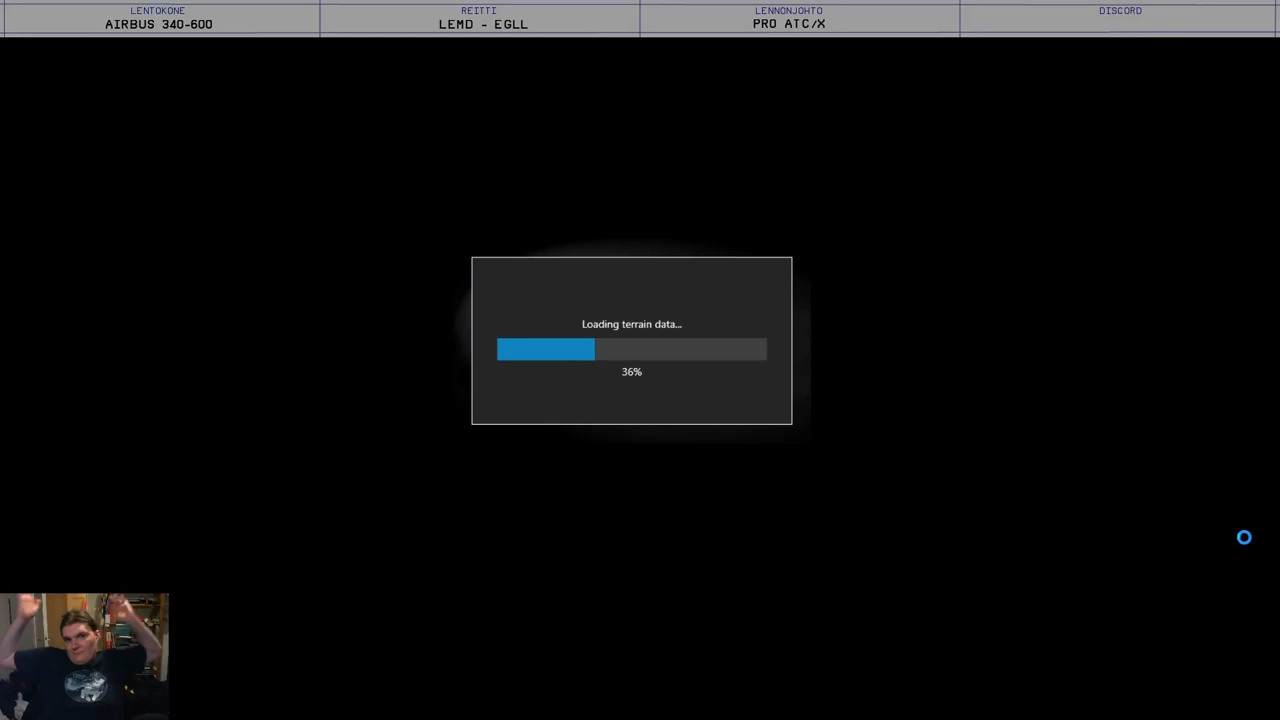 LENTOKONE
AIRBUS 340-600
REITTI
LEMD - EGLL
LENNONJOHTO
PRO ATC/X
DISCORD
Loading terrain data...
36%